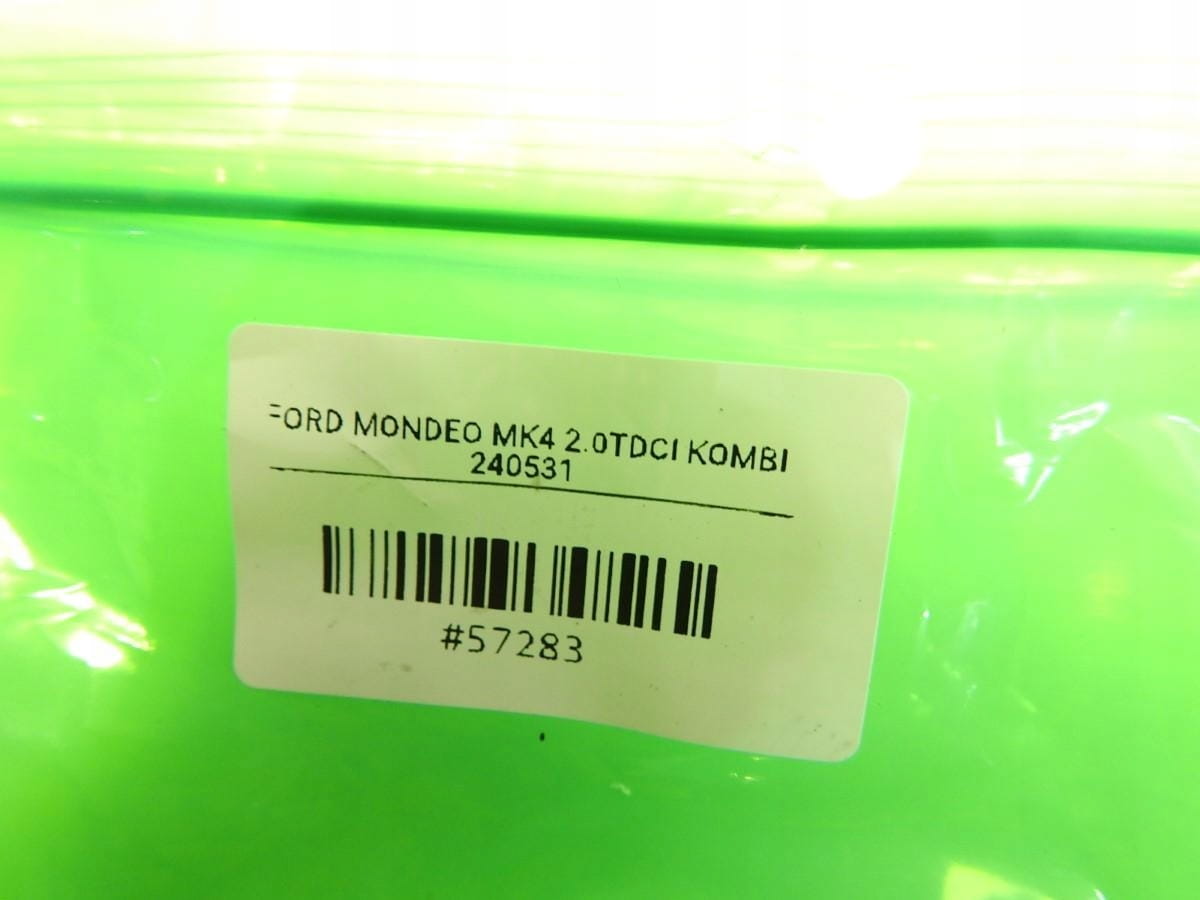 FORD MONDEO MK4 2.0TDCI KOMBI
240531
#57283